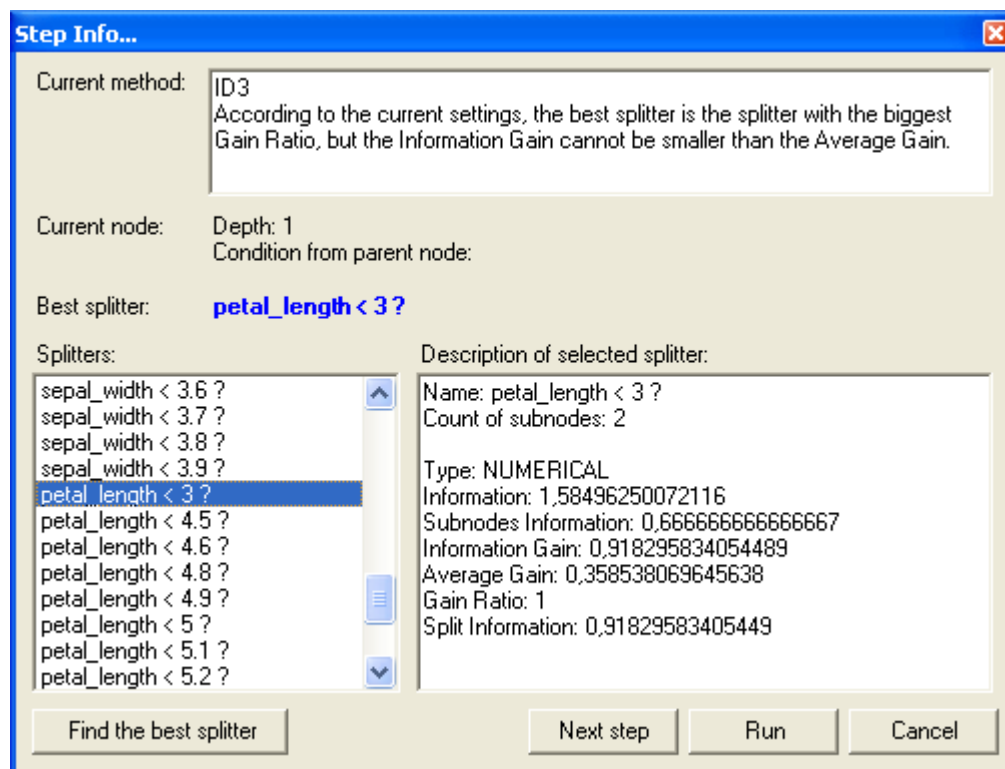 Step Info...
Current method:
ID3
According to the current settings, the best splitter is the splitter with the biggest
Gain Ratio, but the Information Gain cannot be smaller than the Average Gain.
Current node:
Depth: 1
Condition from parent node:
Best splitter:
petal_length < 3 ?
Splitters:
sepal_width < 3.6 ?
sepal_width < 3.7 ?
sepal_width < 3.8 ?
sepal_width < 3.9 ?
petal_length < 3 ?
petal_length < 4.5 ?
petal_length < 4.6 ?
petal_length < 4.8 ?
petal_length < 4.9 ?
petal_length < 5 ?
petal_length < 5.1 ?
petal_length < 5.2 ?
Description of selected splitter:
Name: petal_length < 3 ?
Count of subnodes: 2
Type: NUMERICAL
Information: 1,58496250072116
Subnodes Information: 0,666666666666667
Information Gain: 0,918295834054489
Average Gain: 0,358538069645638
Gain Ratio: 1
Split Information: 0,91829583405449
Find the best splitter
Next step
Run
Cancel